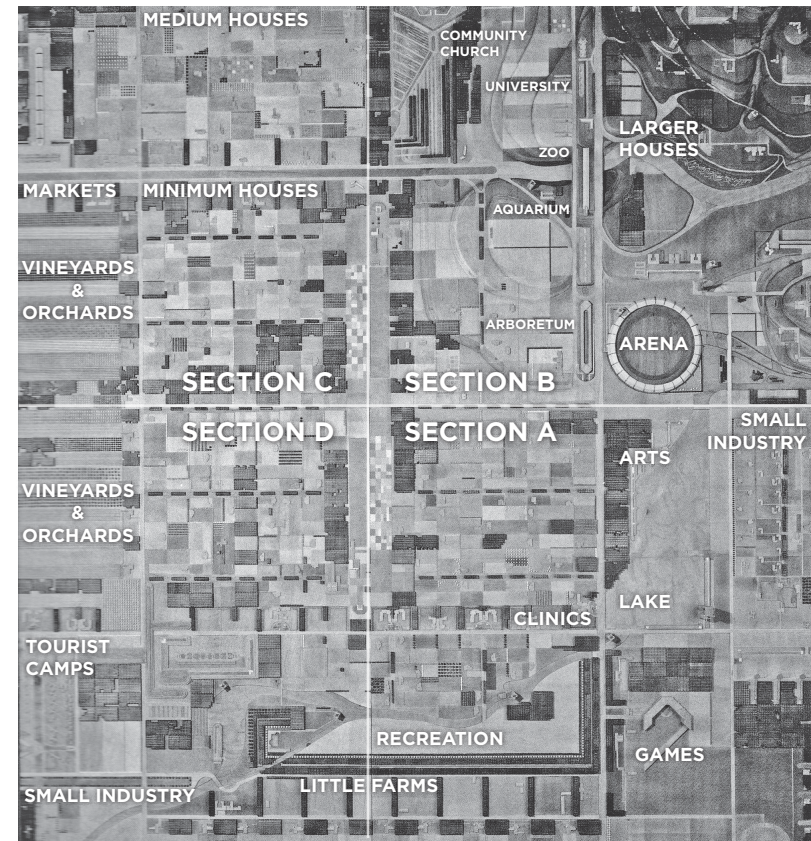 MEDIUM HOUSES
COMMUNITY
CHURCH
UNIVERSITY
ZOO
LARGER
HOUSES
MARKETS
MINIMUM HOUSES
AQUARIUM
VINEYARDS
&
ORCHARDS
ARBORETUM
ARENA
SECTION C
SECTION B
SECTION D
SECTION A
SMALL
INDUSTRY
ARTS
VINEYARDS
&
ORCHARDS
LAKE
CLINICS
TOURIST
CAMPS
RECREATION
GAMES
LITTLE FARMS
SMALL INDUSTRY